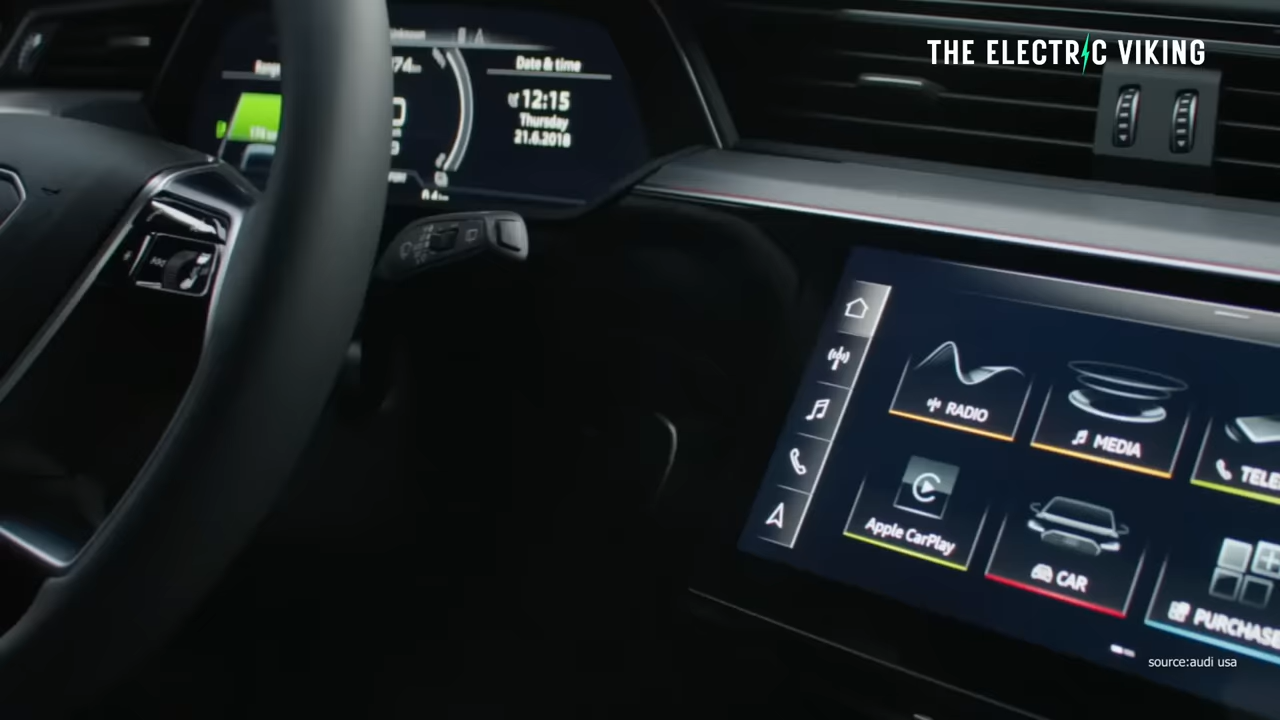 THE ELECTRIC VIKING
Date & time
12:15
Thursday
21.6.2018
RADIO
MEDIA
Apple CarPlay
CAR
source:audi usa